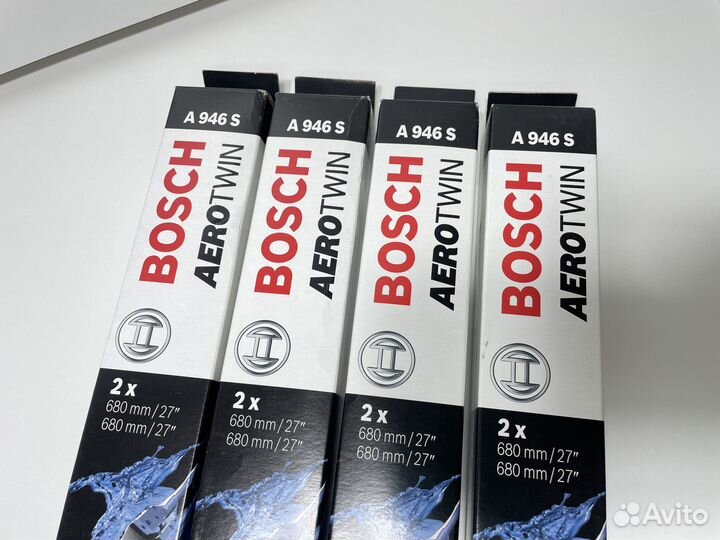 A 946 S
BOSCH
AEROTWIN
2 x
680 mm / 27"
680 mm / 27"
A 946 S
BOSCH
AEROTWIN
2 x
680 mm / 27"
680 mm / 27"
A 946 S
BOSCH
AEROTWIN
2 x
680 mm / 27"
680 mm / 27"
A 946 S
BOSCH
AEROTWIN
2 x
680 mm / 27"
680 mm / 27"
Avito